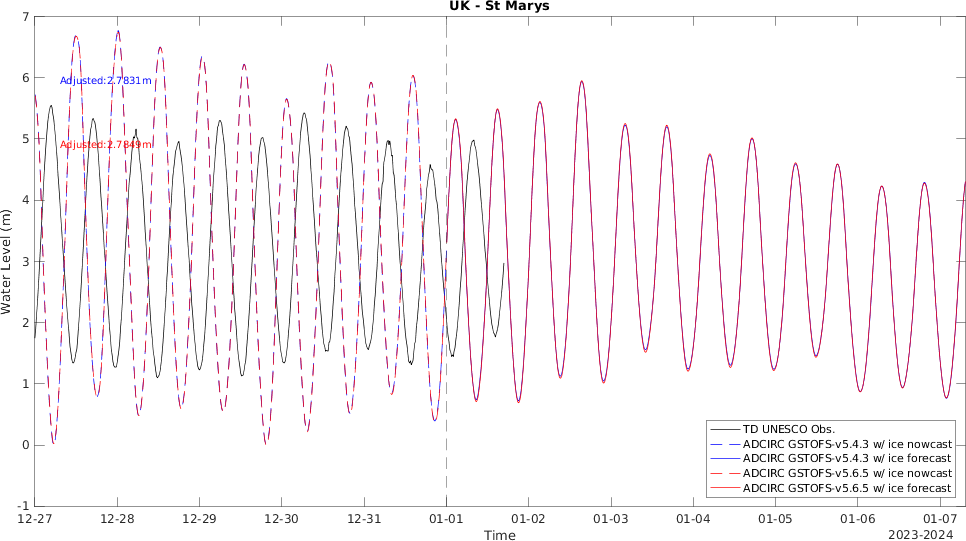 UK - St Marys
7
6
5
4
3
2
1
0
-1
Water Level (m)
Adjusted:2.7831m
Adjusted:2.7849m
TD UNESCO Obs.
ADCIRC GSTOFS-v5.4.3 w/ ice nowcast
ADCIRC GSTOFS-v5.4.3 w/ ice forecast
ADCIRC GSTOFS-v5.6.5 w/ ice nowcast
ADCIRC GSTOFS-v5.6.5 w/ ice forecast
12-27 12-28 12-29 12-30 12-31 01-01 01-02 01-03 01-04 01-05 01-06 01-07
Time
2023-2024